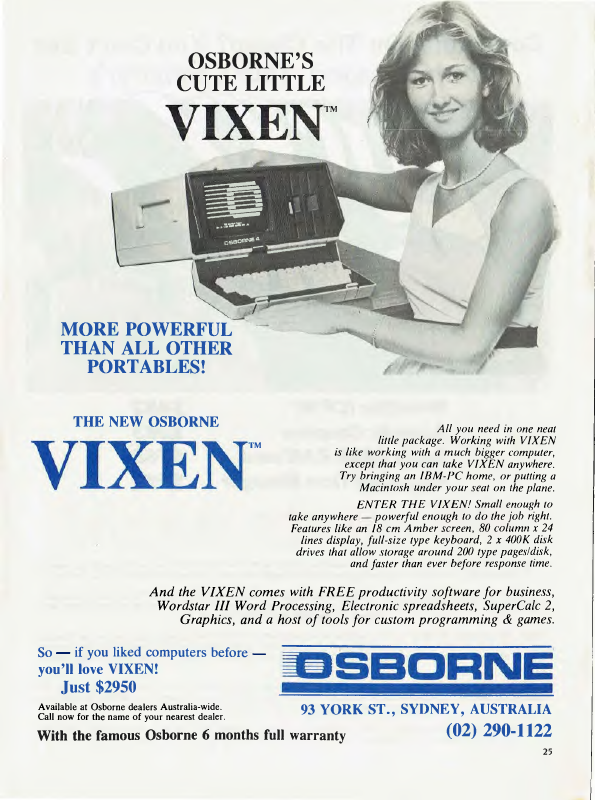 OSBORNE'S
CUTE LITTLE
VIXEN™
OSBORNE 4
MORE POWERFUL
THAN ALL OTHER
PORTABLES!
THE NEW OSBORNE
VIXEN™
All you need in one neat
little package. Working with VIXEN
is like working with a much bigger computer,
except that you can take VIXEN anywhere.
Try bringing an IBM-PC home, or putting a
Macintosh under your seat on the plane.
ENTER THE VIXEN! Small enough to
take anywhere — powerful enough to do the job right.
Features like an 18 cm Amber screen, 80 column x 24
lines display, full-size type keyboard, 2 x 400K disk
drives that allow storage around 200 type pages/disk,
and faster than ever before response time.
And the VIXEN comes with FREE productivity software for business,
Wordstar III Word Processing, Electronic spreadsheets, SuperCalc 2,
Graphics, and a host of tools for custom programming & games.
So — if you liked computers before —
you'll love VIXEN!
Just $2950
Available at Osborne dealers Australia-wide.
Call now for the name of your nearest dealer.
With the famous Osborne 6 months full warranty
OSBORNE
93 YORK ST., SYDNEY, AUSTRALIA
(02) 290-1122
25